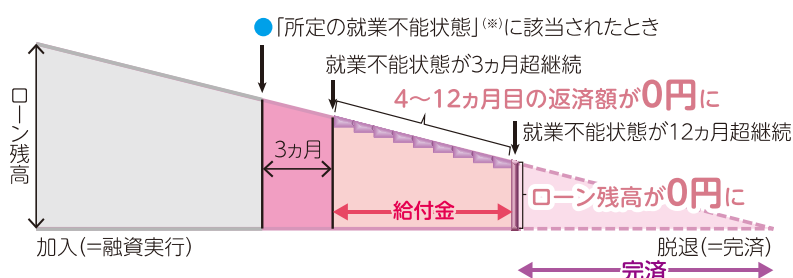 ●「所定の就業不能状態」(※)に該当されたとき
就業不能状態が3ヵ月超継続
4～12ヵ月目の返済額が0円に
就業不能状態が12ヵ月超継続
ローン残高
3ヵ月
ローン残高が0円に
給付金
加入(=融資実行)
脱退(=完済)
完済